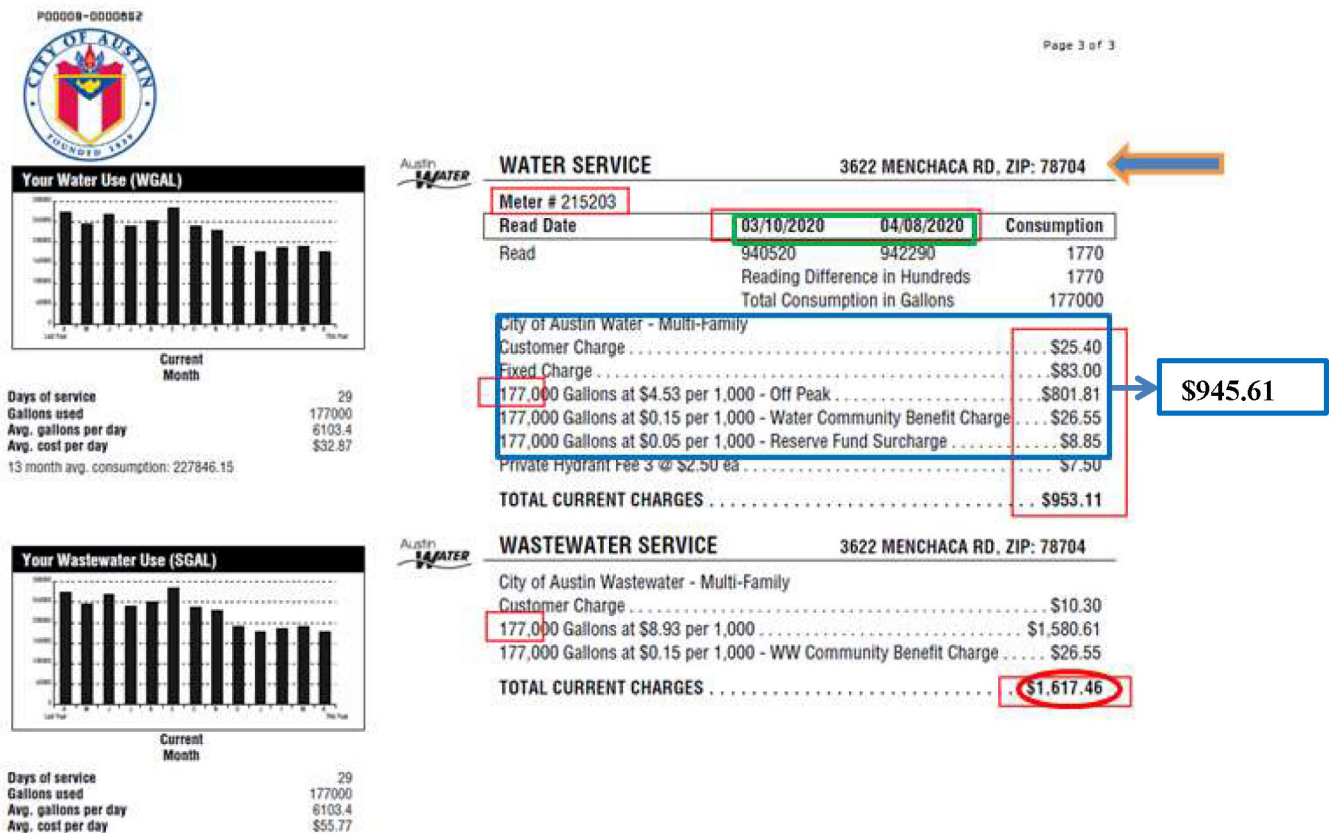 P00009-0000682
CITY OF AUSTIN
FOUNDED 1839
Page 3 of 3
Your Water Use (WGAL)
Last Year
This Year
Current
Month
Days of service 29
Gallons used 177000
Avg. gallons per day 6103.4
Avg. cost per day $32.87
13 month avg. consumption: 227846.15
Austin
WATER
WATER SERVICE 3622 MENCHACA RD, ZIP: 78704
Meter # 215203
Read Date 03/10/2020 04/08/2020 Consumption
Read 940520 942290 1770
Reading Difference in Hundreds 1770
Total Consumption in Gallons 177000
City of Austin Water - Multi-Family
Customer Charge $25.40
Fixed Charge $83.00
177,000 Gallons at $4.53 per 1,000 - Off Peak $801.81
177,000 Gallons at $0.15 per 1,000 - Water Community Benefit Charge $26.55
177,000 Gallons at $0.05 per 1,000 - Reserve Fund Surcharge $8.85
Private Hydrant Fee 3 @ $2.50 ea $7.50
TOTAL CURRENT CHARGES $953.11
$945.61
Your Wastewater Use (SGAL)
Last Year
This Year
Current
Month
Days of service 29
Gallons used 177000
Avg. gallons per day 6103.4
Avg. cost per day $55.77
Austin
WATER
WASTEWATER SERVICE 3622 MENCHACA RD, ZIP: 78704
City of Austin Wastewater - Multi-Family
Customer Charge $10.30
177,000 Gallons at $8.93 per 1,000 $1,580.61
177,000 Gallons at $0.15 per 1,000 - WW Community Benefit Charge $26.55
TOTAL CURRENT CHARGES $1,617.46